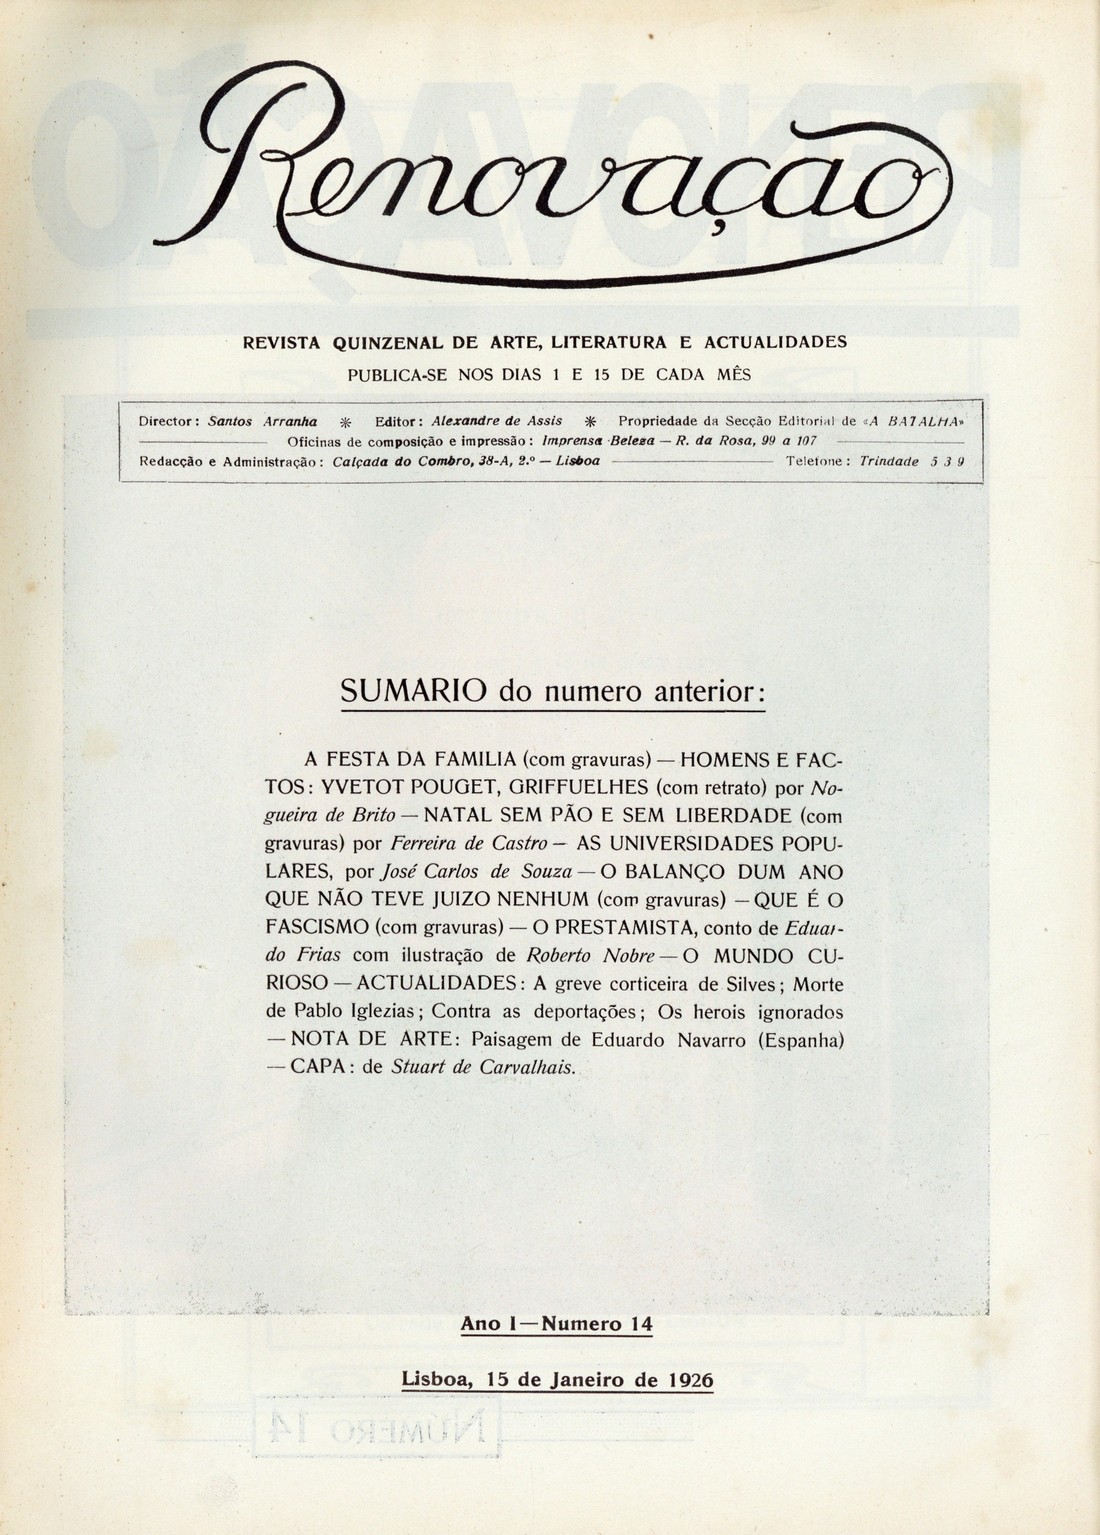 Renovação
REVISTA QUINZENAL DE ARTE, LITERATURA E ACTUALIDADES
PUBLICA-SE NOS DIAS 1 E 15 DE CADA MÊS
Director: Santos Arranha ✳ Editor: Alexandre de Assis ✳ Propriedade da Secção Editorial de «A BATALHA»
Oficinas de composição e impressão: Imprensa Beleza — R. da Rosa, 99 a 107
Redacção e Administração: Calçada do Combro, 38-A, 2.º — Lisboa — Telefone: Trindade 539
SUMARIO do numero anterior:
A FESTA DA FAMILIA (com gravuras) — HOMENS E FAC-
TOS: YVETOT POUGET, GRIFFUELHES (com retrato) por No-
gueira de Brito — NATAL SEM PÃO E SEM LIBERDADE (com
gravuras) por Ferreira de Castro — AS UNIVERSIDADES POPU-
LARES, por José Carlos de Souza — O BALANÇO DUM ANO
QUE NÃO TEVE JUIZO NENHUM (com gravuras) — QUE É O
FASCISMO (com gravuras) — O PRESTAMISTA, conto de Eduar-
do Frias com ilustração de Roberto Nobre — O MUNDO CU-
RIOSO — ACTUALIDADES: A greve corticeira de Silves; Morte
de Pablo Iglezias; Contra as deportações; Os herois ignorados
— NOTA DE ARTE: Paisagem de Eduardo Navarro (Espanha)
— CAPA: de Stuart de Carvalhais.
Ano I — Numero 14
Lisboa, 15 de Janeiro de 1926
NÚMERO 14